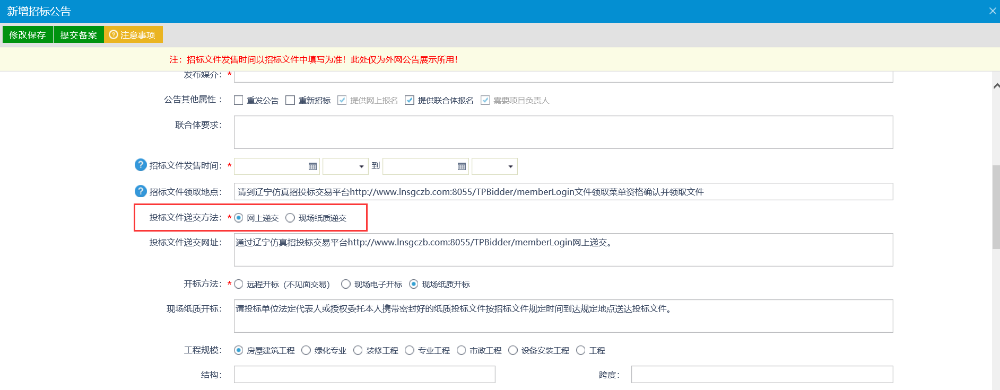 新增招标公告
修改保存 提交备案 注意事项
注：招标文件发售时间以招标文件中填写为准！此处仅为外网公告展示所用！
发布媒介：*
公告其他属性： 重发公告 重新招标 提供网上报名 提供联合体报名 需要项目负责人
联合体要求：
招标文件发售时间：* 到
招标文件领取地点： 请到辽宁仿真招投标交易平台http://www.lnsgczb.com:8055/TPBidder/memberLogin文件领取菜单资格确认并领取文件
投标文件递交方法：* 网上递交 现场纸质递交
投标文件递交网址： 通过辽宁仿真招投标交易平台http://www.lnsgczb.com:8055/TPBidder/memberLogin网上递交。
开标方法：* 远程开标（不见面交易） 现场电子开标 现场纸质开标
现场纸质开标： 请投标单位法定代表人或授权委托本人携带密封好的纸质投标文件按招标文件规定时间到达规定地点送达投标文件。
工程规模： 房屋建筑工程 绿化专业 装修工程 专业工程 市政工程 设备安装工程 工程
结构： 跨度：